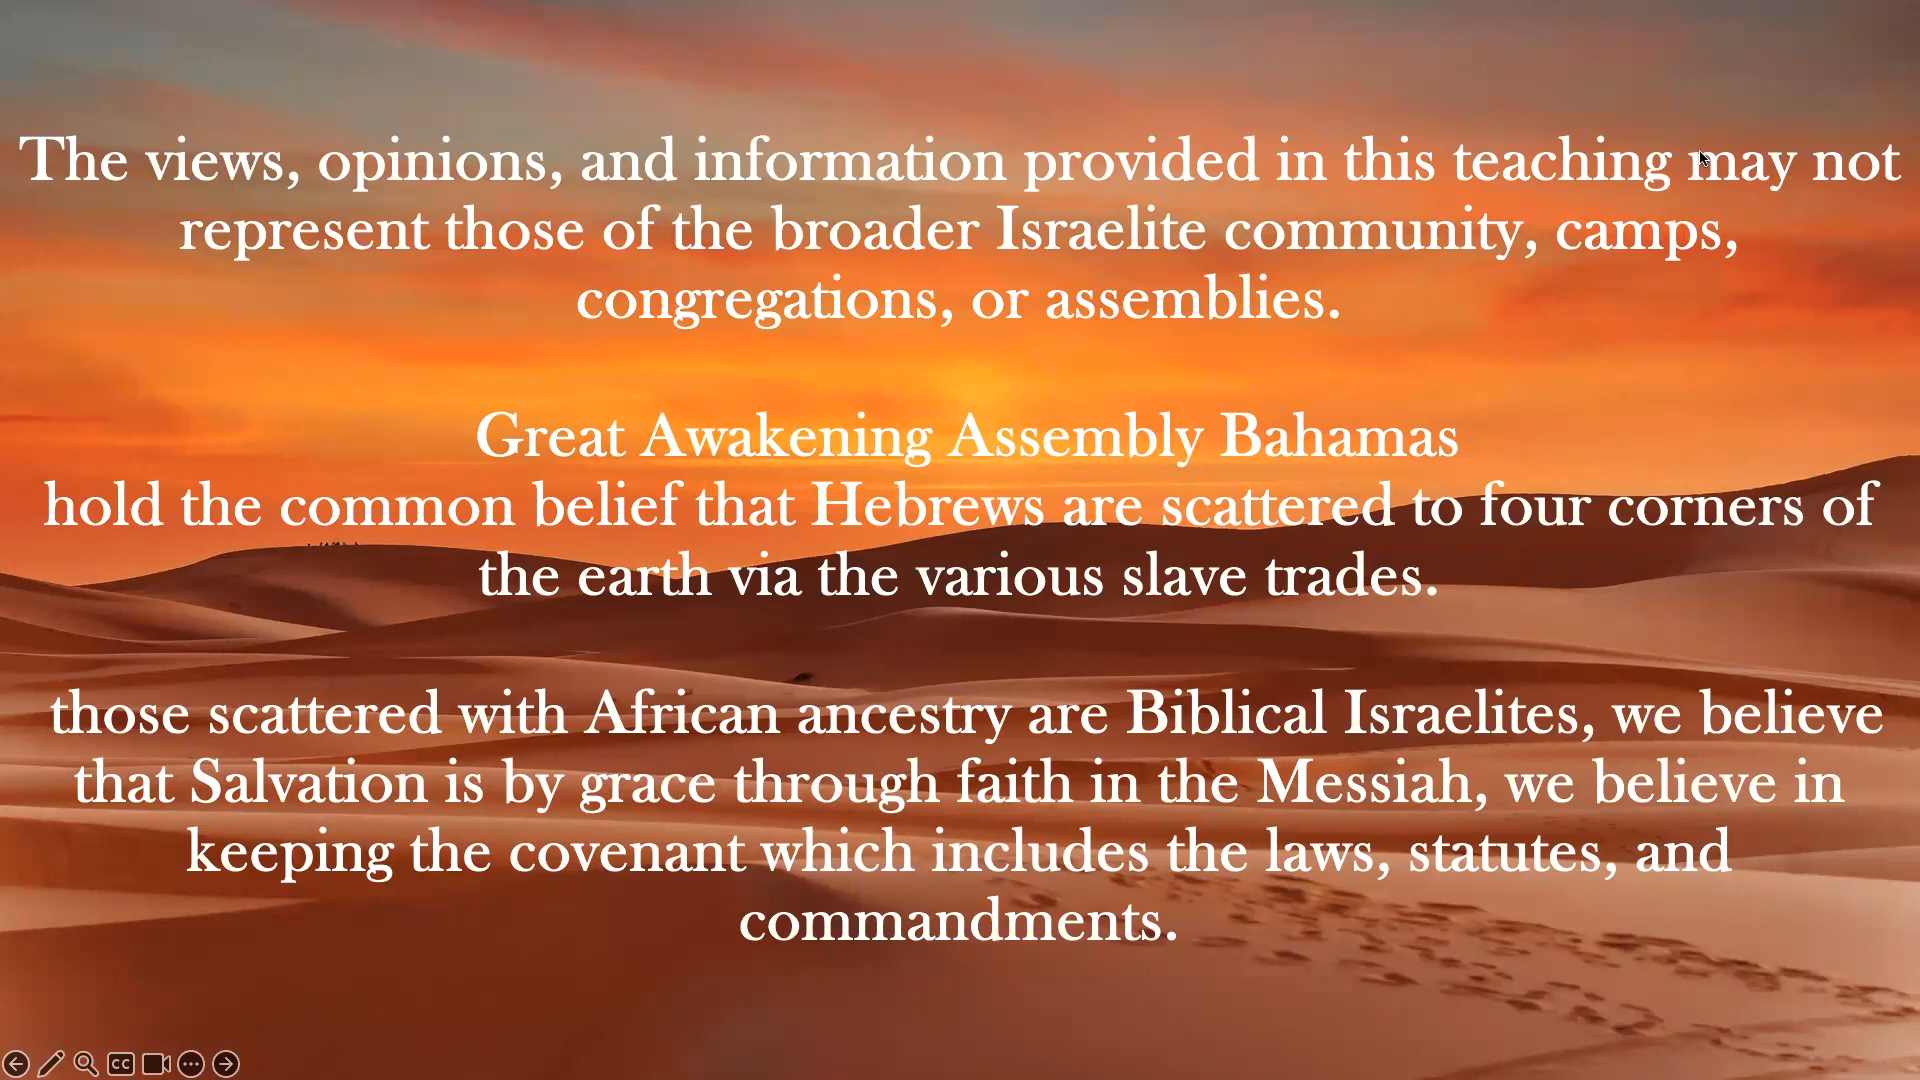 The views, opinions, and information provided in this teaching may not
represent those of the broader Israelite community, camps,
congregations, or assemblies.
Great Awakening Assembly Bahamas
hold the common belief that Hebrews are scattered to four corners of
the earth via the various slave trades.
those scattered with African ancestry are Biblical Israelites, we believe
that Salvation is by grace through faith in the Messiah, we believe in
keeping the covenant which includes the laws, statutes, and
commandments.
CC